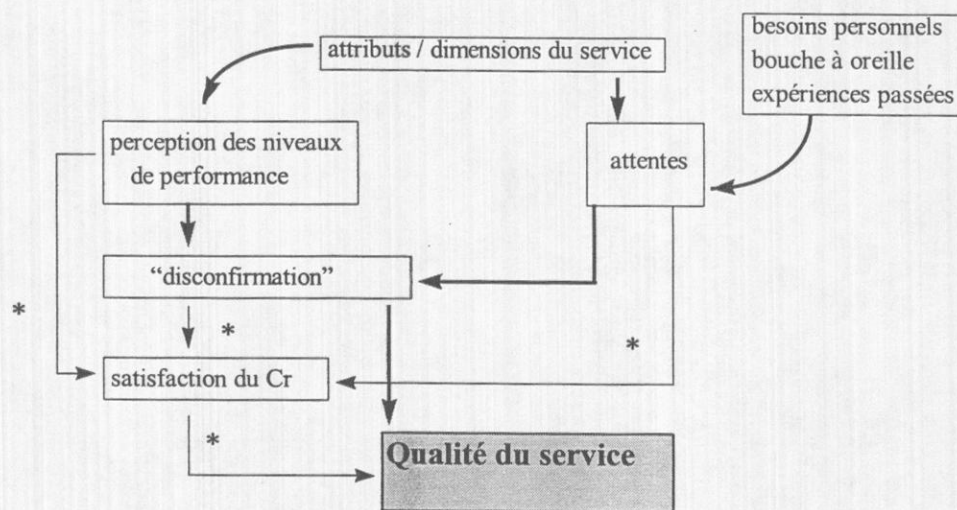 attributs / dimensions du service
besoins personnels
bouche à oreille
expériences passées
perception des niveaux
de performance
attentes
“disconfirmation”
*
*
*
satisfaction du Cr
*
Qualité du service